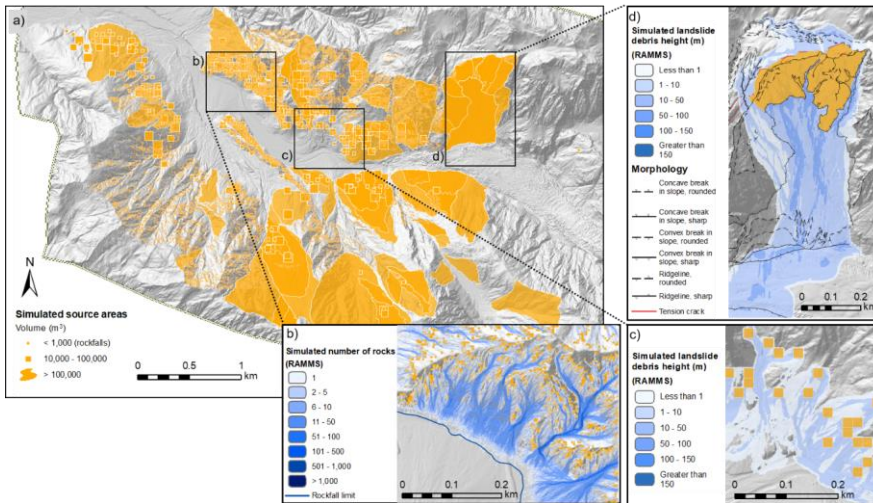 a)
b)
c)
d)
N
Simulated source areas
Volume (m³)
< 1,000 (rockfalls)
10,000 - 100,000
> 100,000
0 0.5 1
km
d)
Simulated landslide
debris height (m)
(RAMMS)
Less than 1
1 - 10
10 - 50
50 - 100
100 - 150
Greater than
150
Morphology
Concave break
in slope, rounded
Concave break
in slope, sharp
Convex break in
slope, rounded
Convex break in
slope, sharp
Ridgeline,
rounded
Ridgeline, sharp
Tension crack
0 0.1 0.2
km
b)
Simulated number of rocks
(RAMMS)
1
2 - 5
6 - 10
11 - 50
51 - 100
101 - 500
501 - 1,000
> 1,000
Rockfall limit
0 0.1 0.2
km
c)
Simulated landslide
debris height (m)
(RAMMS)
Less than 1
1 - 10
10 - 50
50 - 100
100 - 150
Greater than
150
0 0.1 0.2
km